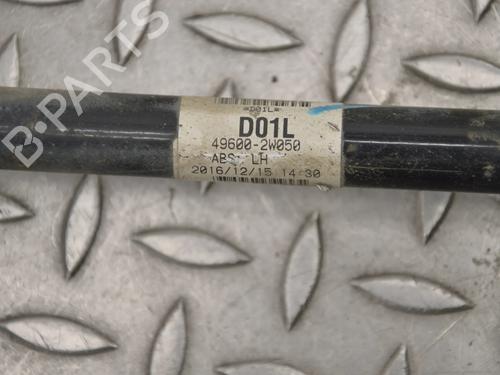 B-PARTS
*D01L*
D01L
49600-2W050
ABS, LH
2016/12/15 14:30